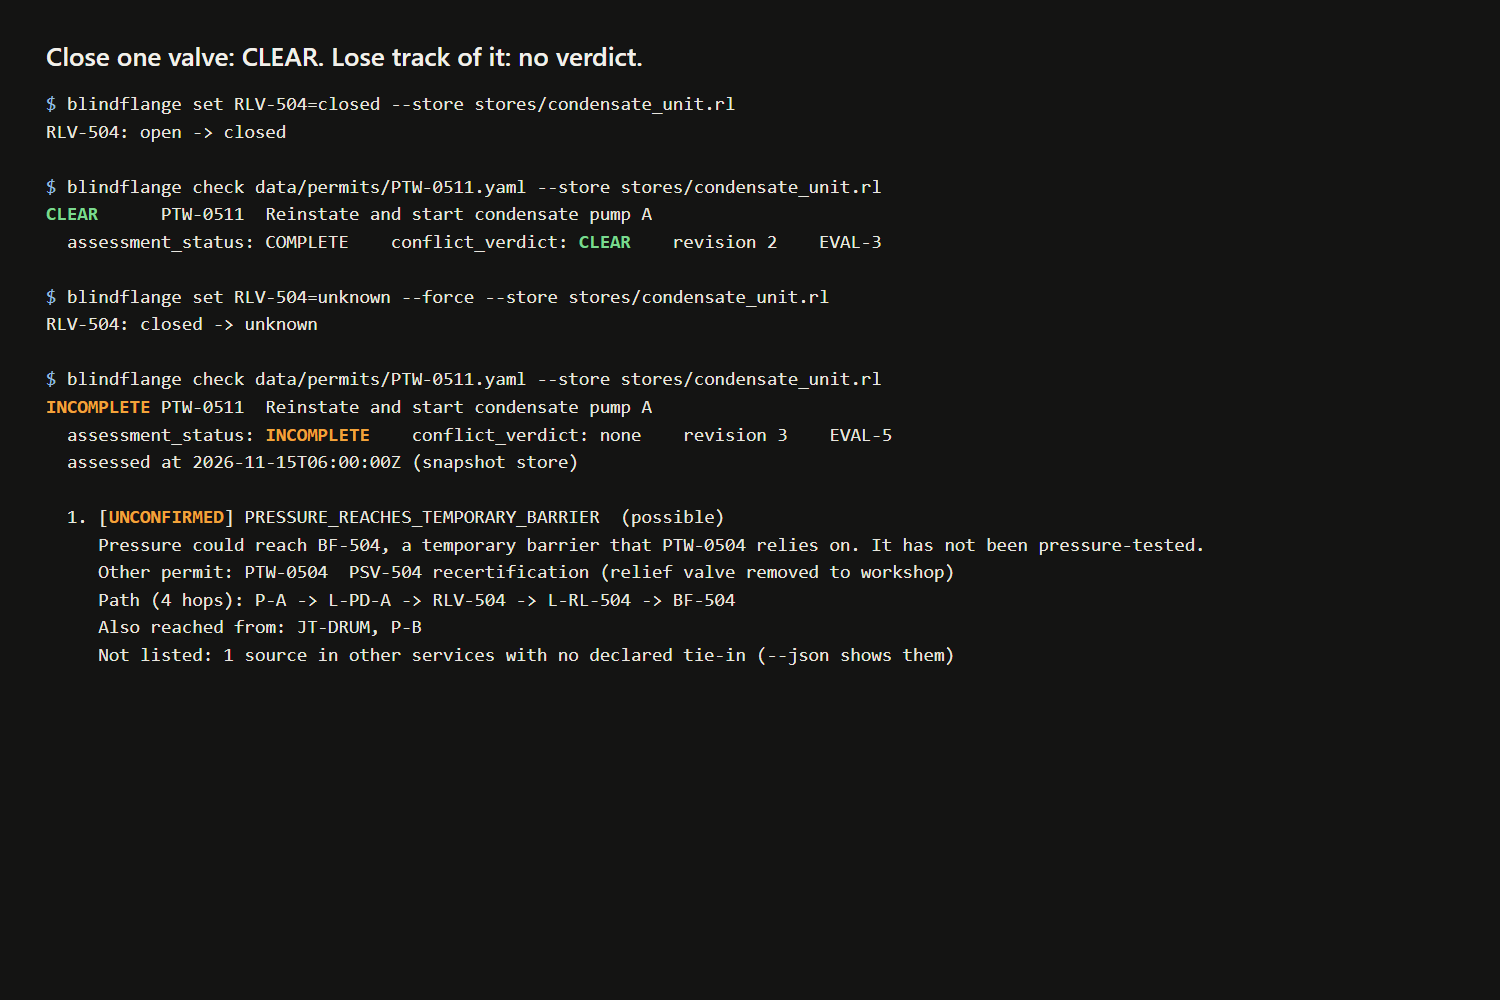 Close one valve: CLEAR. Lose track of it: no verdict.
$ blindflange set RLV-504=closed --store stores/condensate_unit.rl
RLV-504: open -> closed
$ blindflange check data/permits/PTW-0511.yaml --store stores/condensate_unit.rl
CLEAR      PTW-0511  Reinstate and start condensate pump A
  assessment_status: COMPLETE    conflict_verdict: CLEAR    revision 2    EVAL-3
$ blindflange set RLV-504=unknown --force --store stores/condensate_unit.rl
RLV-504: closed -> unknown
$ blindflange check data/permits/PTW-0511.yaml --store stores/condensate_unit.rl
INCOMPLETE PTW-0511  Reinstate and start condensate pump A
  assessment_status: INCOMPLETE    conflict_verdict: none    revision 3    EVAL-5
  assessed at 2026-11-15T06:00:00Z (snapshot store)
  1. [UNCONFIRMED] PRESSURE_REACHES_TEMPORARY_BARRIER  (possible)
     Pressure could reach BF-504, a temporary barrier that PTW-0504 relies on. It has not been pressure-tested.
     Other permit: PTW-0504  PSV-504 recertification (relief valve removed to workshop)
     Path (4 hops): P-A -> L-PD-A -> RLV-504 -> L-RL-504 -> BF-504
     Also reached from: JT-DRUM, P-B
     Not listed: 1 source in other services with no declared tie-in (--json shows them)